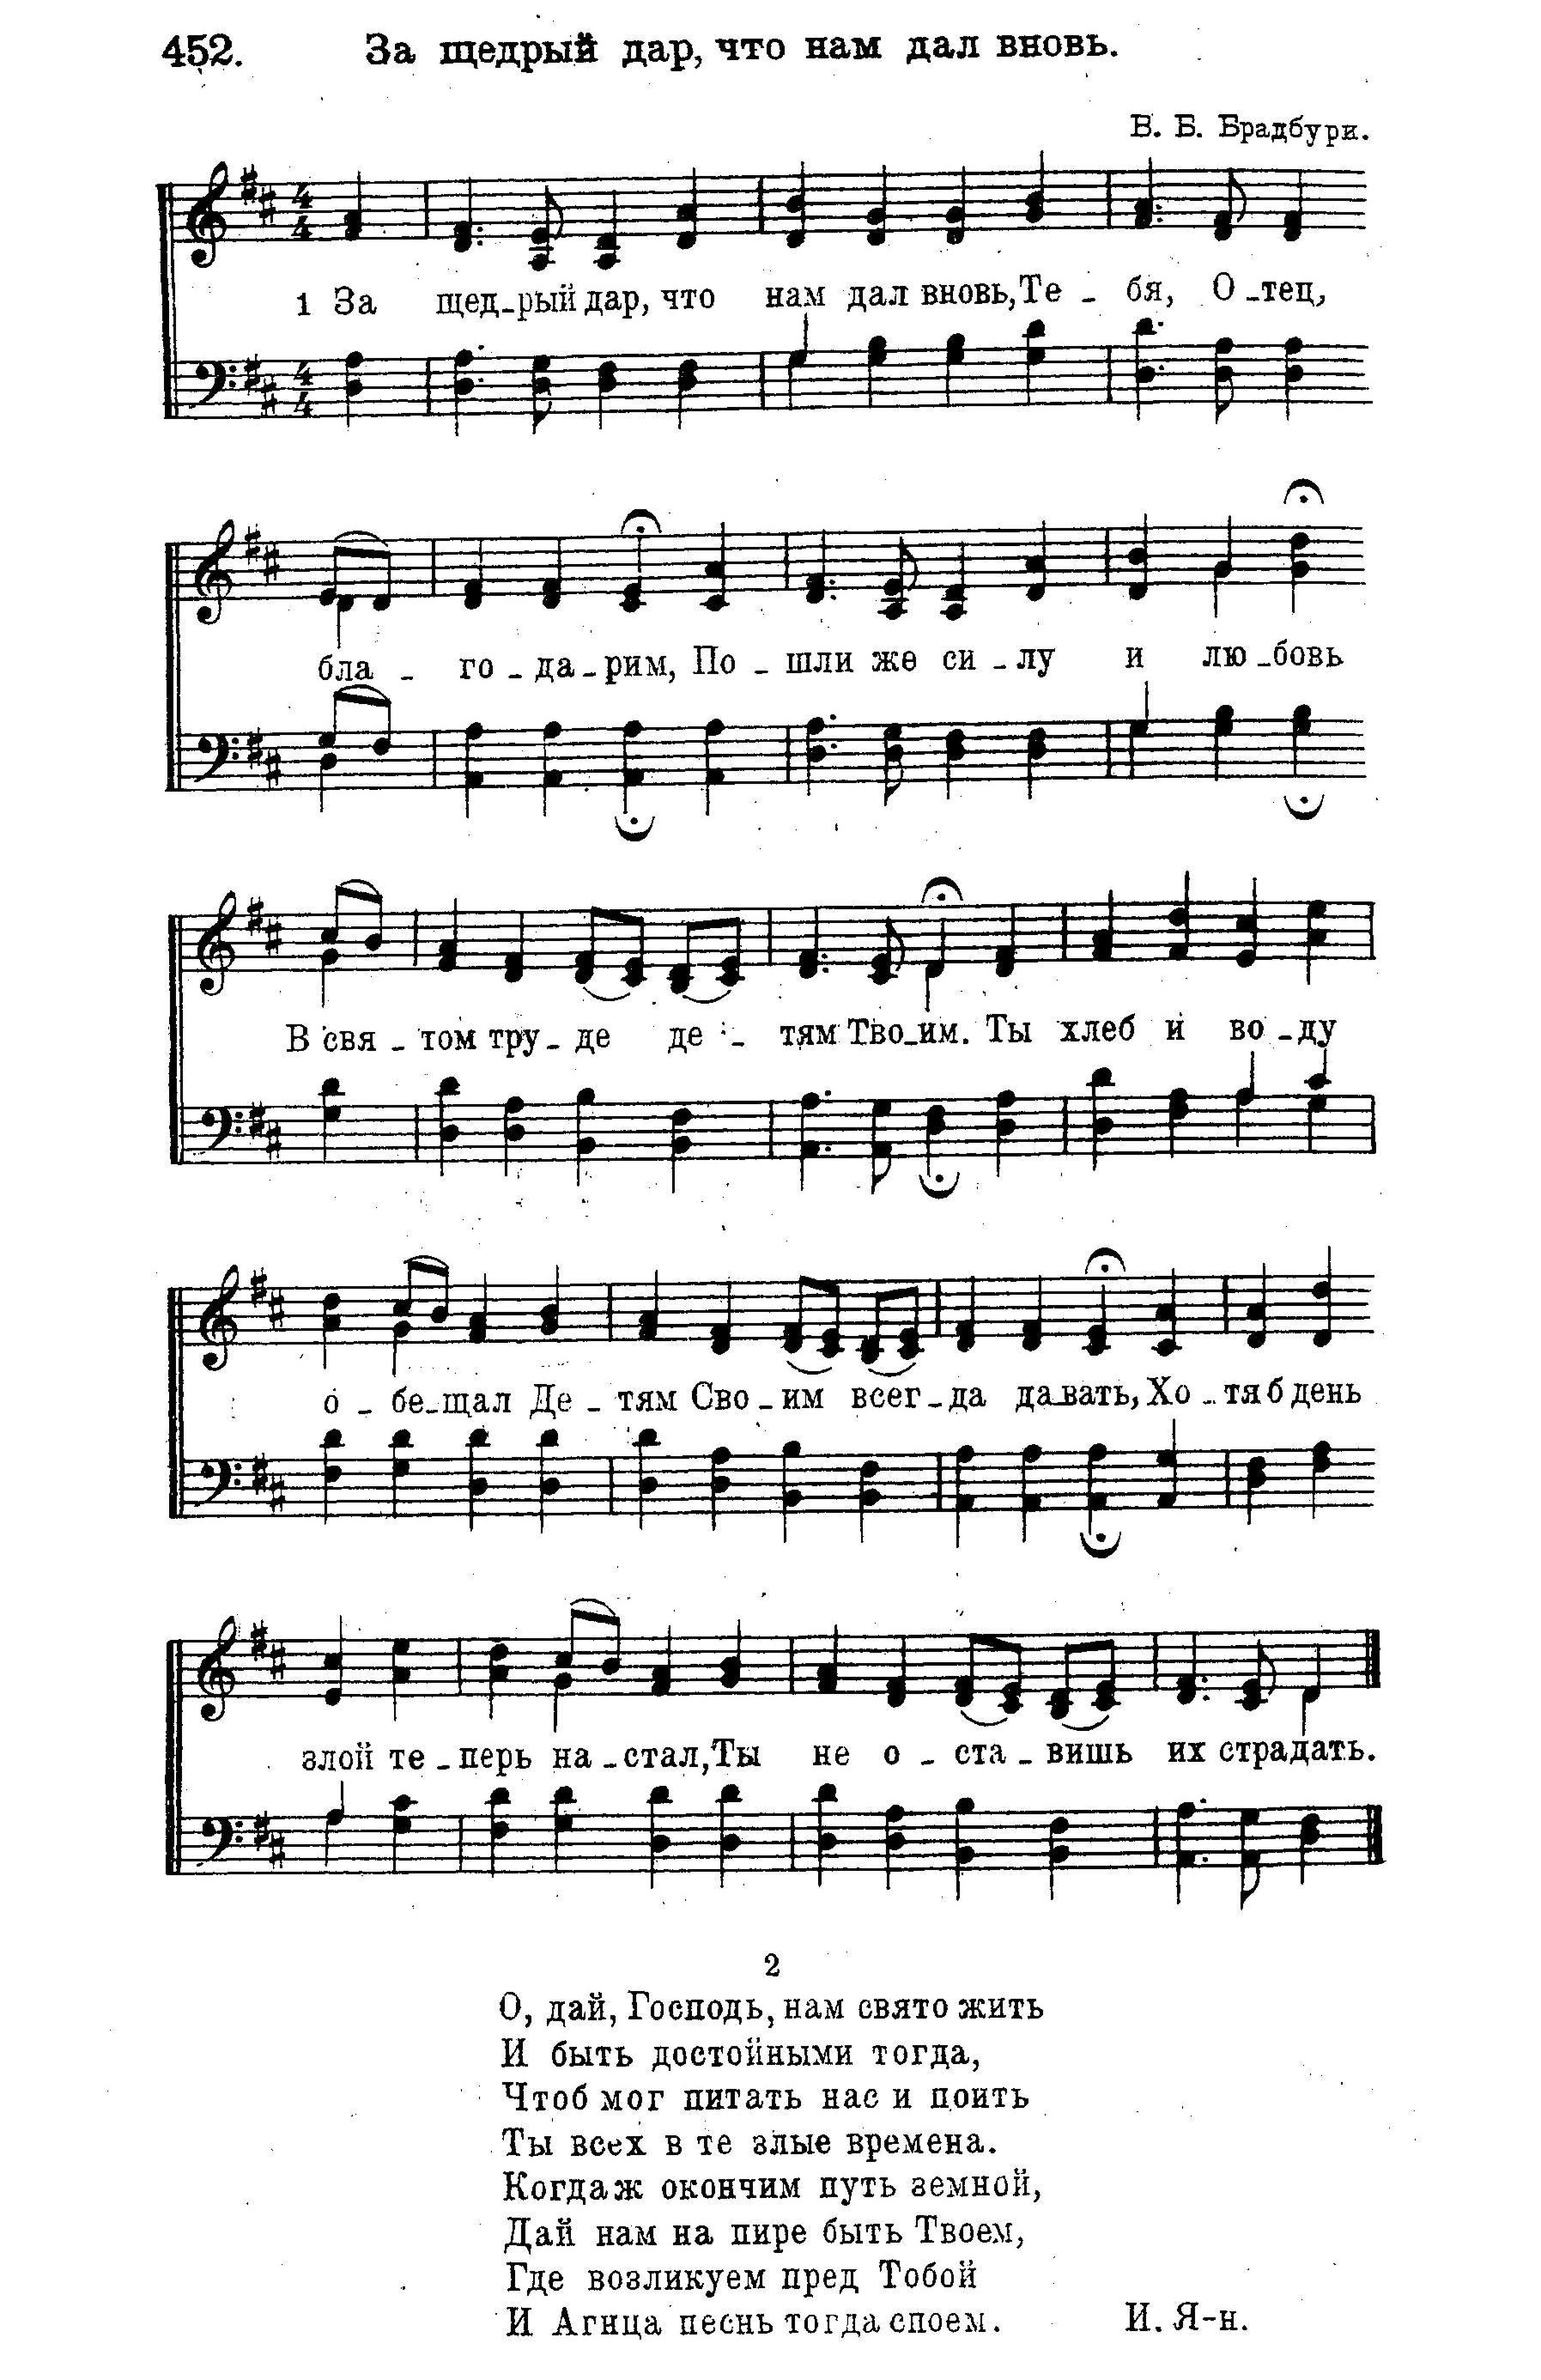 452. За щедрый дар, что нам дал вновь.
В. Б. Брадбури.
1 За щед-рый дар, что нам дал вновь, Те - бя, О-тец,
бла - го - да - рим, По - шли же си - лу и лю - бовь
В свя - том тру - де де - тям Тво-им. Ты хлеб и во - ду
о - бе-щал Де - тям Сво - им всег - да да-вать, Хо - тя б день
злой те - перь на - стал, Ты не о - ста - вишь их страдать.
2
О, дай, Господь, нам свято жить
И быть достойными тогда,
Чтоб мог питать нас и поить
Ты всех в те злые времена.
Когда ж окончим путь земной,
Дай нам на пире быть Твоем,
Где возликуем пред Тобой
И Агнца песнь тогда споем.
И. Я-н.